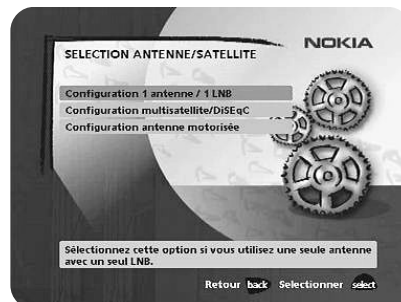 NOKIA
SELECTION ANTENNE/SATELLITE
Configuration 1 antenne / 1 LNB
Configuration multisatellite/DiSEqC
Configuration antenne motorisée
Sélectionnez cette option si vous utilisez une seule antenne
avec un seul LNB.
Retour back Selectionner select